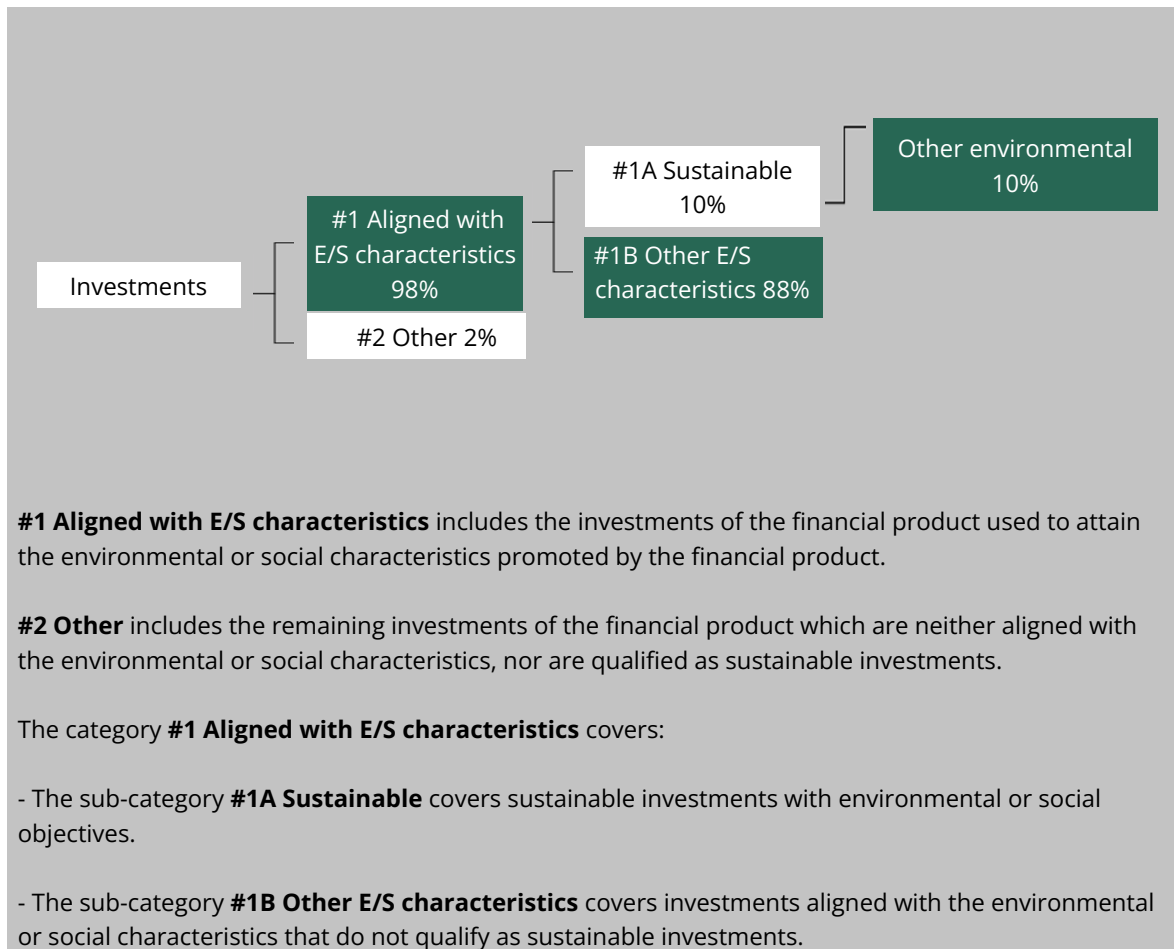 Investments
#1 Aligned with
E/S characteristics
98%
#2 Other 2%
#1A Sustainable
10%
#1B Other E/S
characteristics 88%
Other environmental
10%
#1 Aligned with E/S characteristics includes the investments of the financial product used to attain
the environmental or social characteristics promoted by the financial product.
#2 Other includes the remaining investments of the financial product which are neither aligned with
the environmental or social characteristics, nor are qualified as sustainable investments.
The category #1 Aligned with E/S characteristics covers:
- The sub-category #1A Sustainable covers sustainable investments with environmental or social
objectives.
- The sub-category #1B Other E/S characteristics covers investments aligned with the environmental
or social characteristics that do not qualify as sustainable investments.